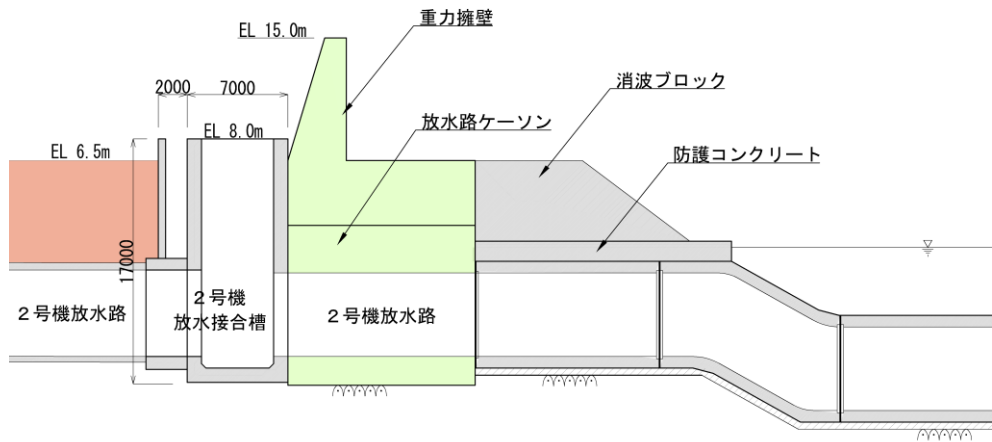 重力擁壁
EL 15.0m
消波ブロック
2000
7000
放水路ケーソン
EL 8.0m
EL 6.5m
防護コンクリート
17000
２号機放水路
２号機
放水接合槽
２号機放水路